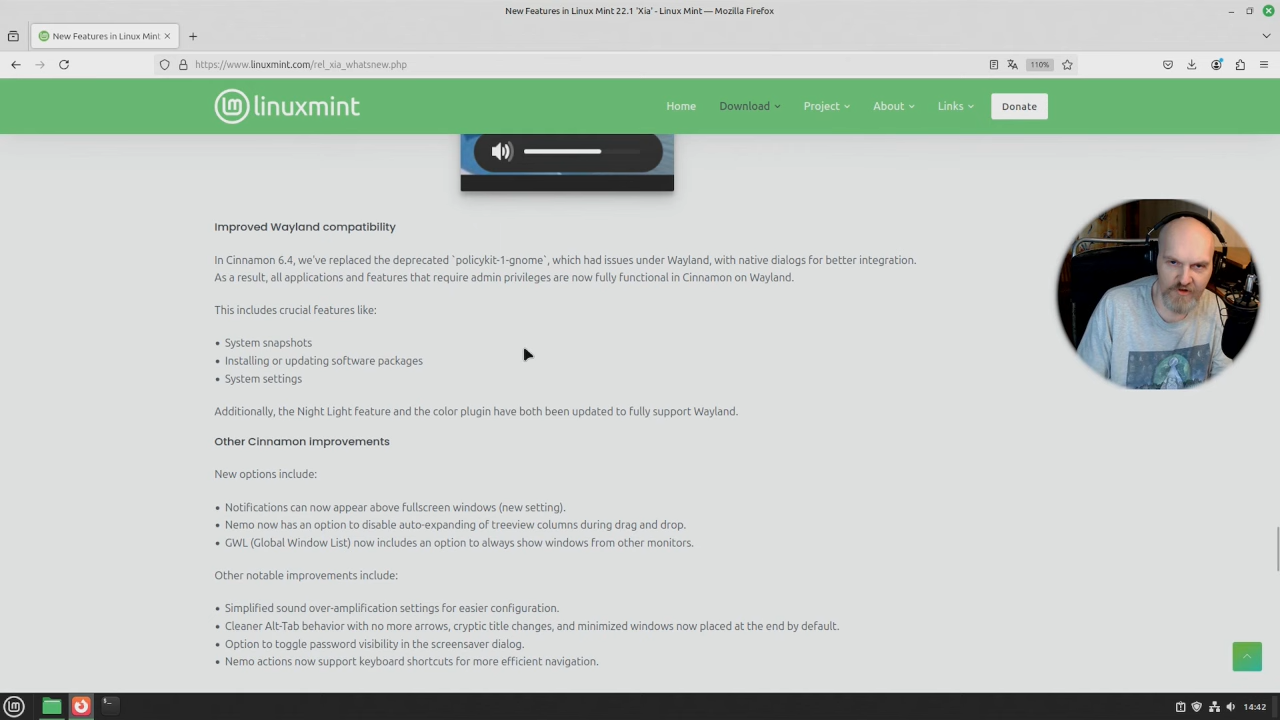 New Features in Linux Mint 22.1 'Xia' - Linux Mint — Mozilla Firefox
New Features in Linux Mint
https://www.linuxmint.com/rel_xia_whatsnew.php
110%
linuxmint
Home
Download
Project
About
Links
Donate
Improved Wayland compatibility
In Cinnamon 6.4, we've replaced the deprecated `policykit-1-gnome`, which had issues under Wayland, with native dialogs for better integration.
As a result, all applications and features that require admin privileges are now fully functional in Cinnamon on Wayland.
This includes crucial features like:
• System snapshots
• Installing or updating software packages
• System settings
Additionally, the Night Light feature and the color plugin have both been updated to fully support Wayland.
Other Cinnamon improvements
New options include:
• Notifications can now appear above fullscreen windows (new setting).
• Nemo now has an option to disable auto-expanding of treeview columns during drag and drop.
• GWL (Global Window List) now includes an option to always show windows from other monitors.
Other notable improvements include:
• Simplified sound over-amplification settings for easier configuration.
• Cleaner Alt-Tab behavior with no more arrows, cryptic title changes, and minimized windows now placed at the end by default.
• Option to toggle password visibility in the screensaver dialog.
• Nemo actions now support keyboard shortcuts for more efficient navigation.
14:42